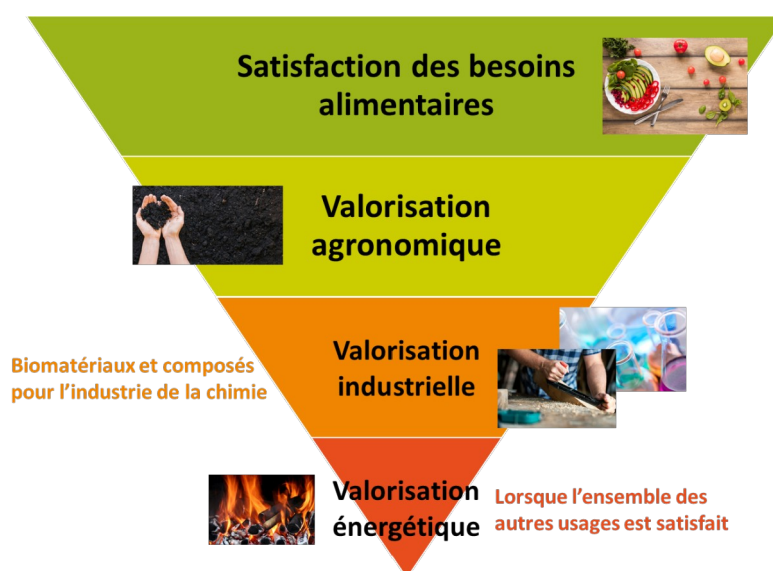 Satisfaction des besoins
alimentaires
Valorisation
agronomique
Valorisation
industrielle
Biomatériaux et composés
pour l’industrie de la chimie
Valorisation
énergétique
Lorsque l’ensemble des
autres usages est satisfait